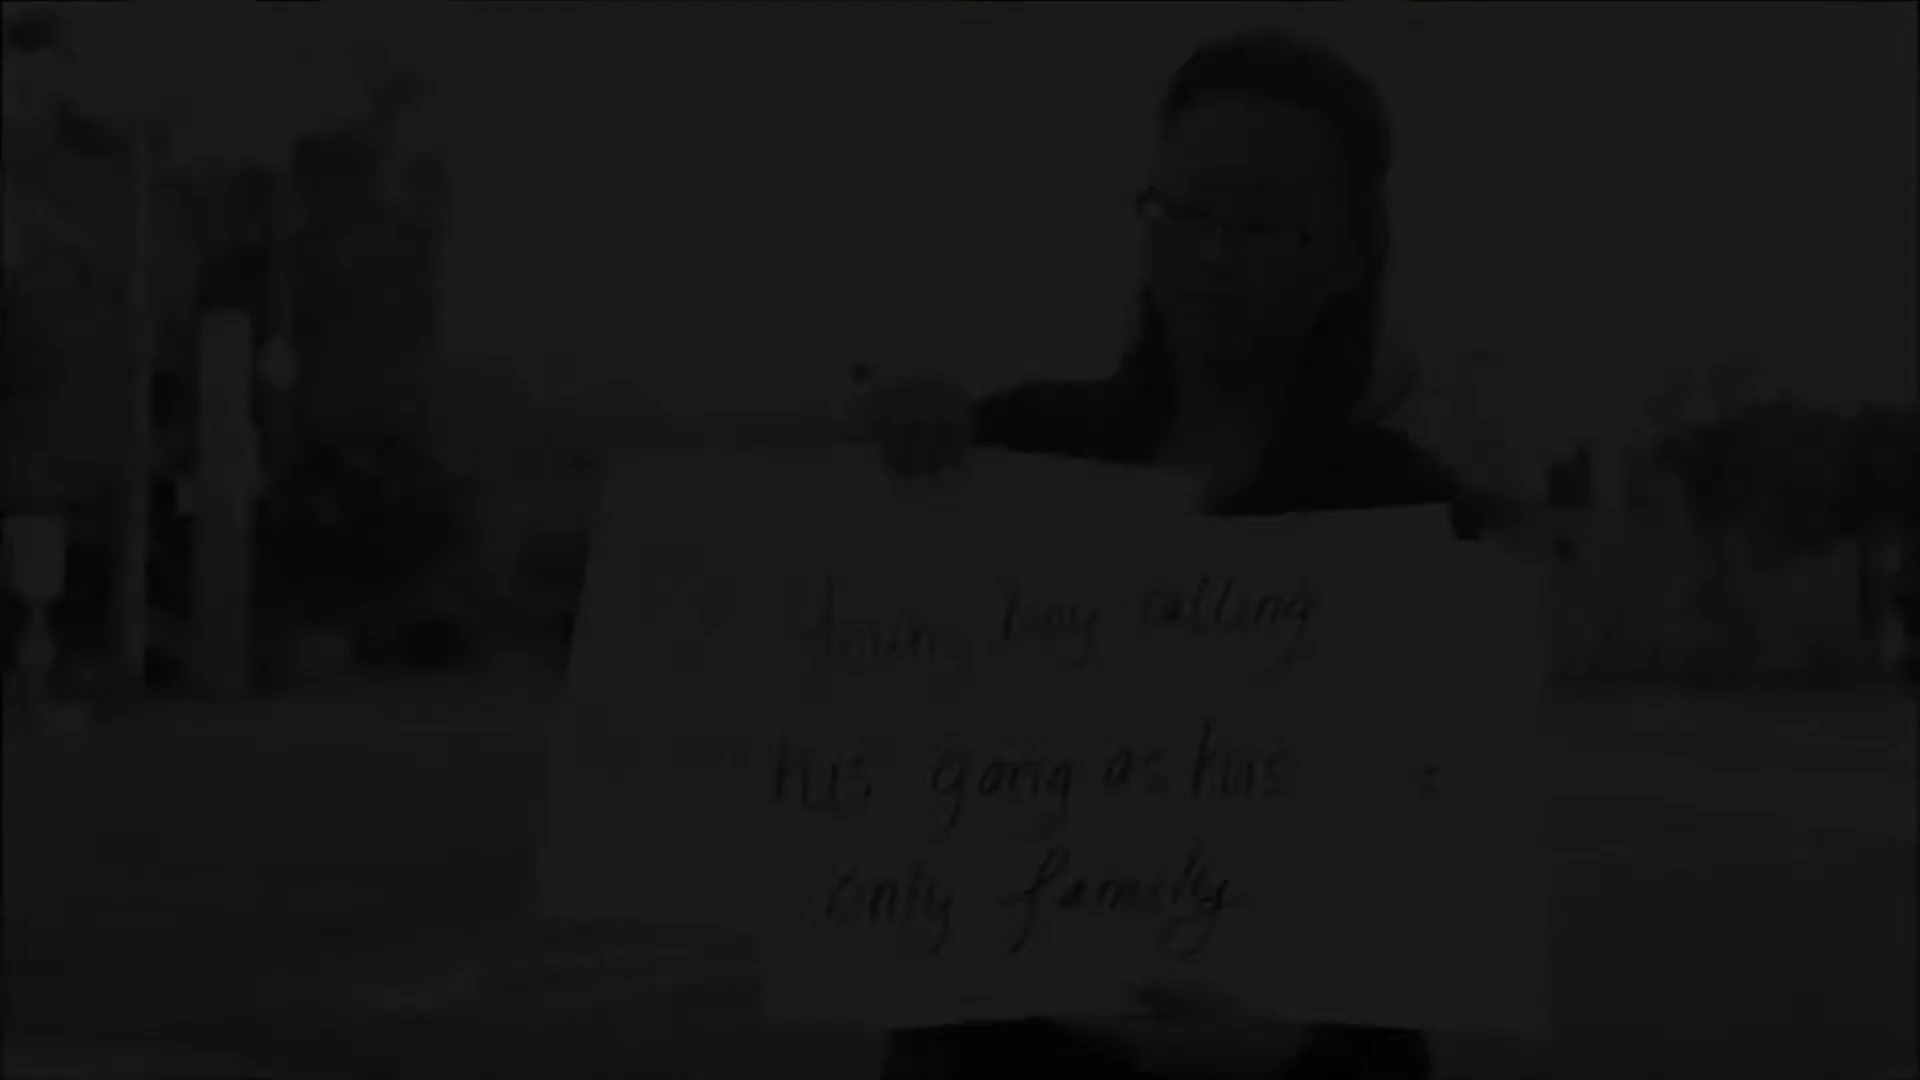 Young boy calling
his gang as his
only family